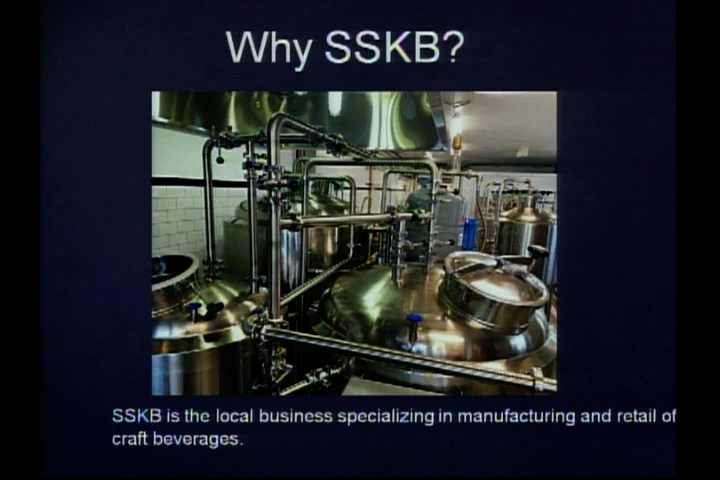 Why SSKB?
SSKB is the local business specializing in manufacturing and retail of
craft beverages.